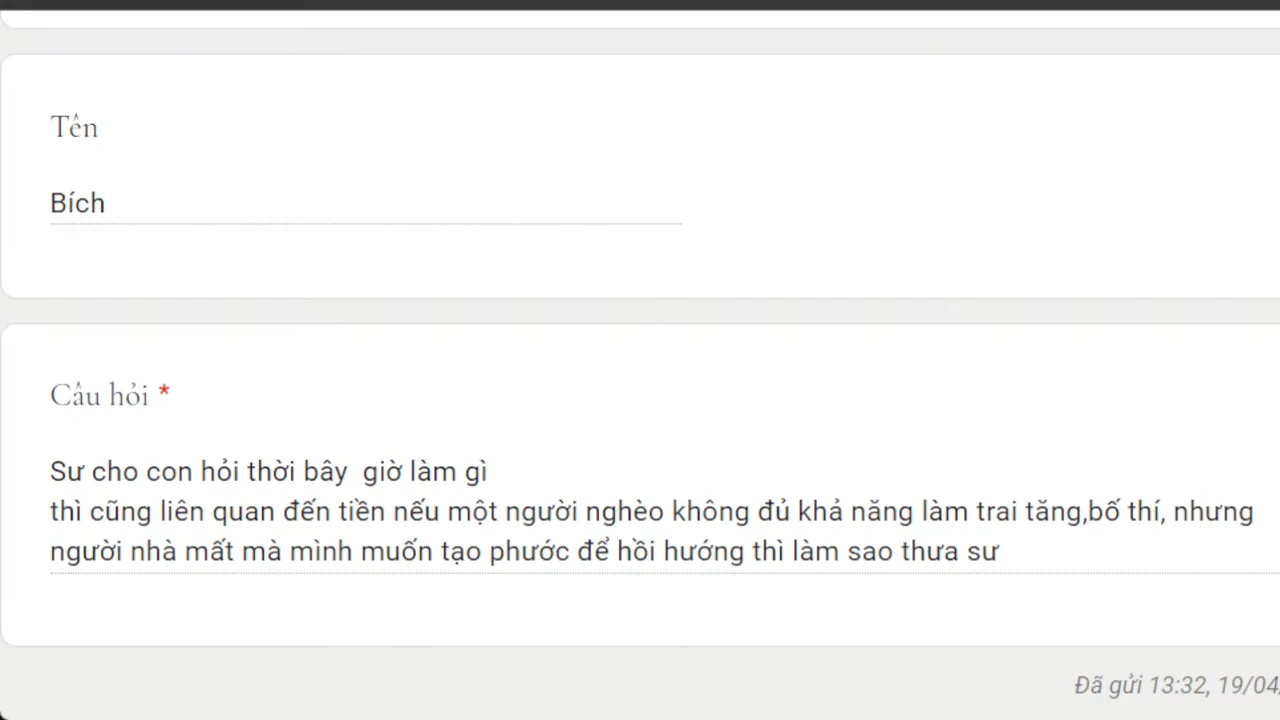 Tên
Bích
Câu hỏi *
Sư cho con hỏi thời bây  giờ làm gì
thì cũng liên quan đến tiền nếu một người nghèo không đủ khả năng làm trai tăng,bố thí, nhưng
người nhà mất mà mình muốn tạo phước để hồi hướng thì làm sao thưa sư
Đã gửi 13:32, 19/04/